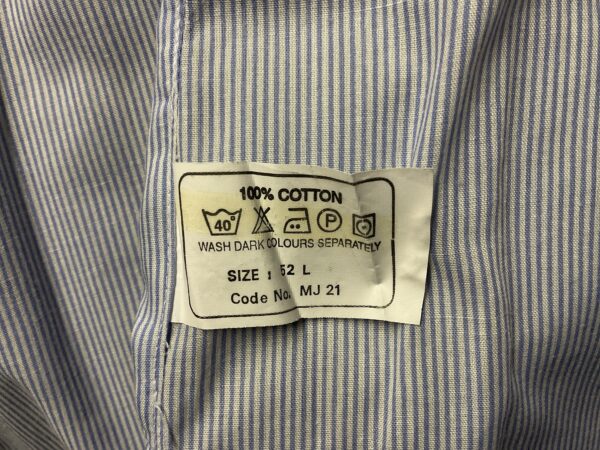 100% COTTON
40° P
WASH DARK COLOURS SEPARATELY
SIZE : 52 L
Code No. MJ 21